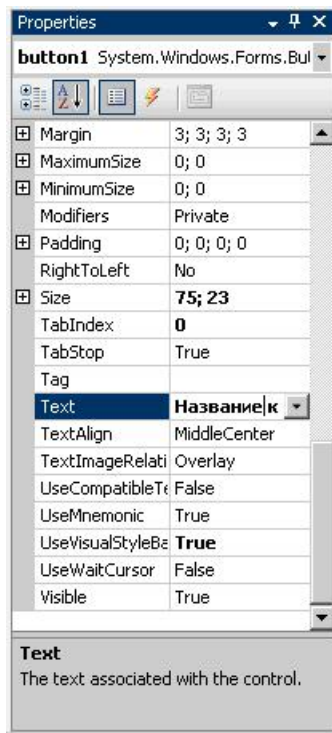 Properties
button1 System.Windows.Forms.But
Margin 3; 3; 3; 3
MaximumSize 0; 0
MinimumSize 0; 0
Modifiers Private
Padding 0; 0; 0; 0
RightToLeft No
Size 75; 23
TabIndex 0
TabStop True
Tag
Text Название к
TextAlign MiddleCenter
TextImageRelati Overlay
UseCompatibleTe False
UseMnemonic True
UseVisualStyleBa True
UseWaitCursor False
Visible True
Text
The text associated with the control.